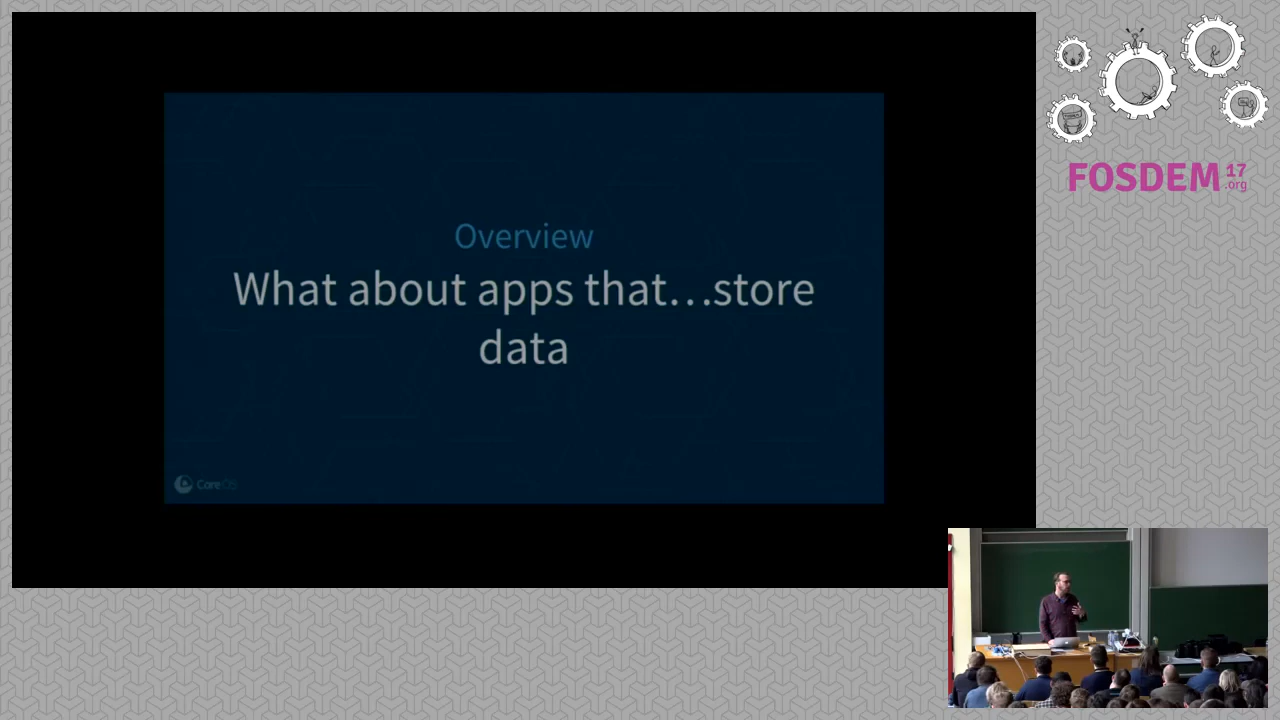 Overview
What about apps that…store
data
CoreOS
FOSDEM 17
.org